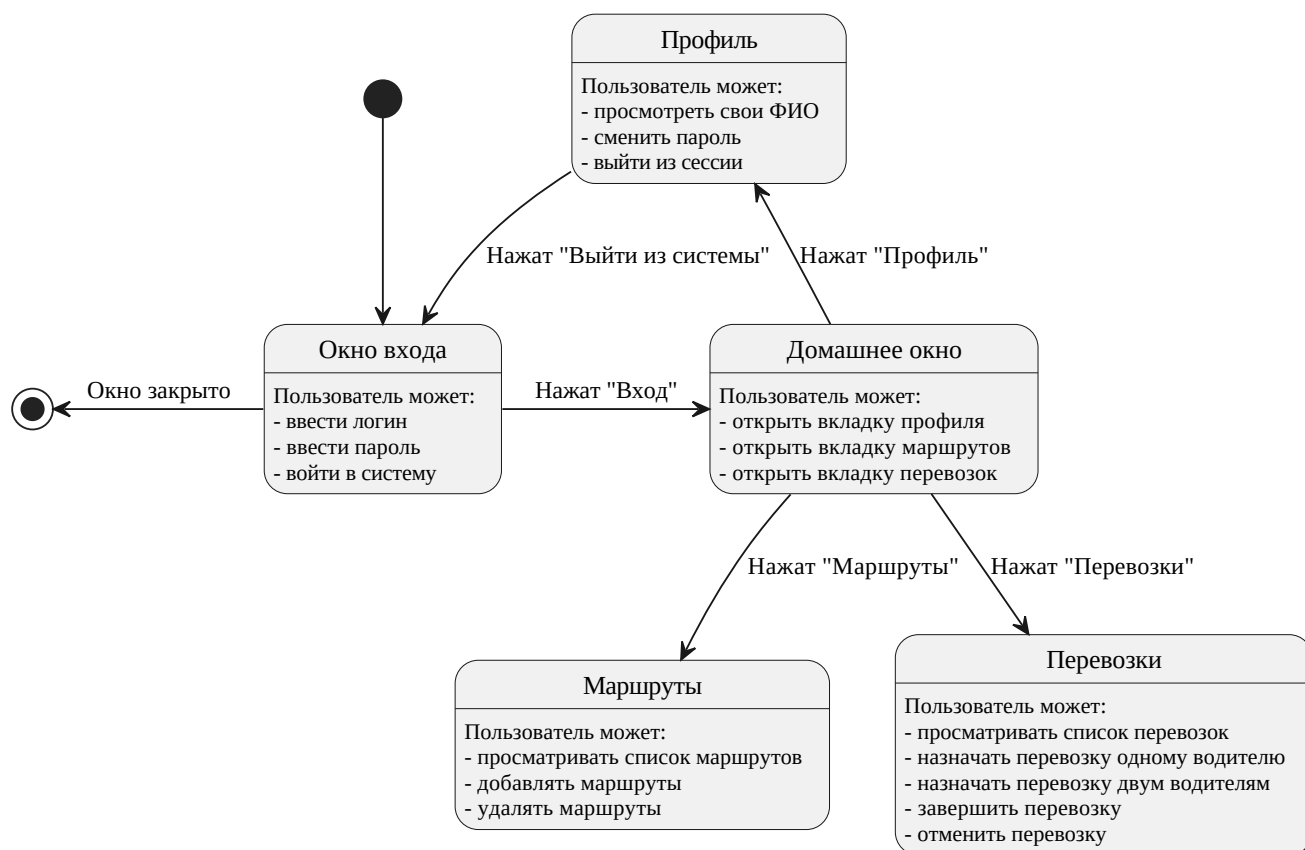 Профиль
Пользователь может:
- просмотреть свои ФИО
- сменить пароль
- выйти из сессии
Нажат "Выйти из системы"
Нажат "Профиль"
Окно входа
Пользователь может:
- ввести логин
- ввести пароль
- войти в систему
Окно закрыто
Нажат "Вход"
Домашнее окно
Пользователь может:
- открыть вкладку профиля
- открыть вкладку маршрутов
- открыть вкладку перевозок
Нажат "Маршруты"
Нажат "Перевозки"
Маршруты
Пользователь может:
- просматривать список маршрутов
- добавлять маршруты
- удалять маршруты
Перевозки
Пользователь может:
- просматривать список перевозок
- назначать перевозку одному водителю
- назначать перевозку двум водителям
- завершить перевозку
- отменить перевозку